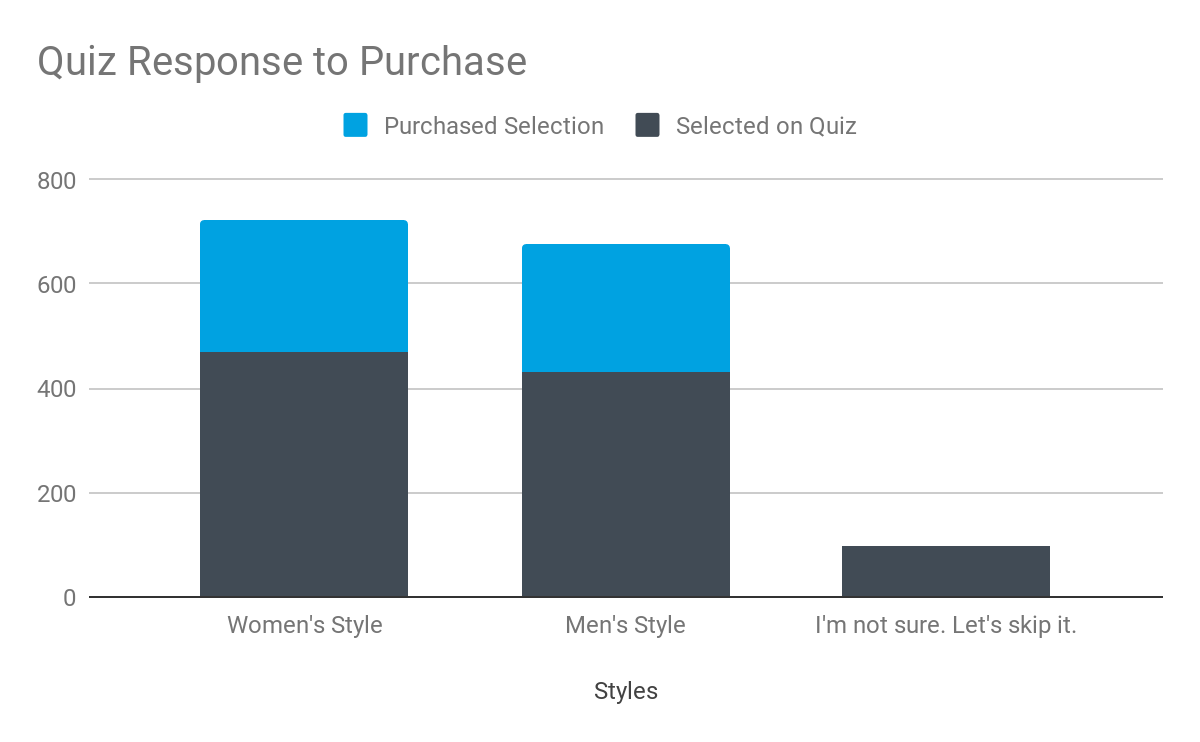 Quiz Response to Purchase
Purchased Selection Selected on Quiz
800
600
400
200
0
Women's Style Men's Style I'm not sure. Let's skip it.
Styles